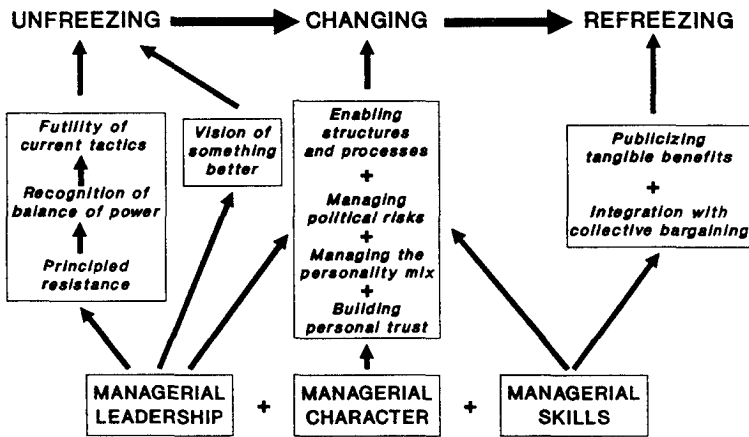 UNFREEZING
CHANGING
REFREEZING
Futility of
current tactics
Recognition of
balance of power
Principled
resistance
Vision of
something
better
Enabling
structures
and processes
+
Managing
political risks
+
Managing the
personality mix
+
Building
personal trust
Publicizing
tangible benefits
+
Integration with
collective bargaining
MANAGERIAL
LEADERSHIP
+
MANAGERIAL
CHARACTER
+
MANAGERIAL
SKILLS